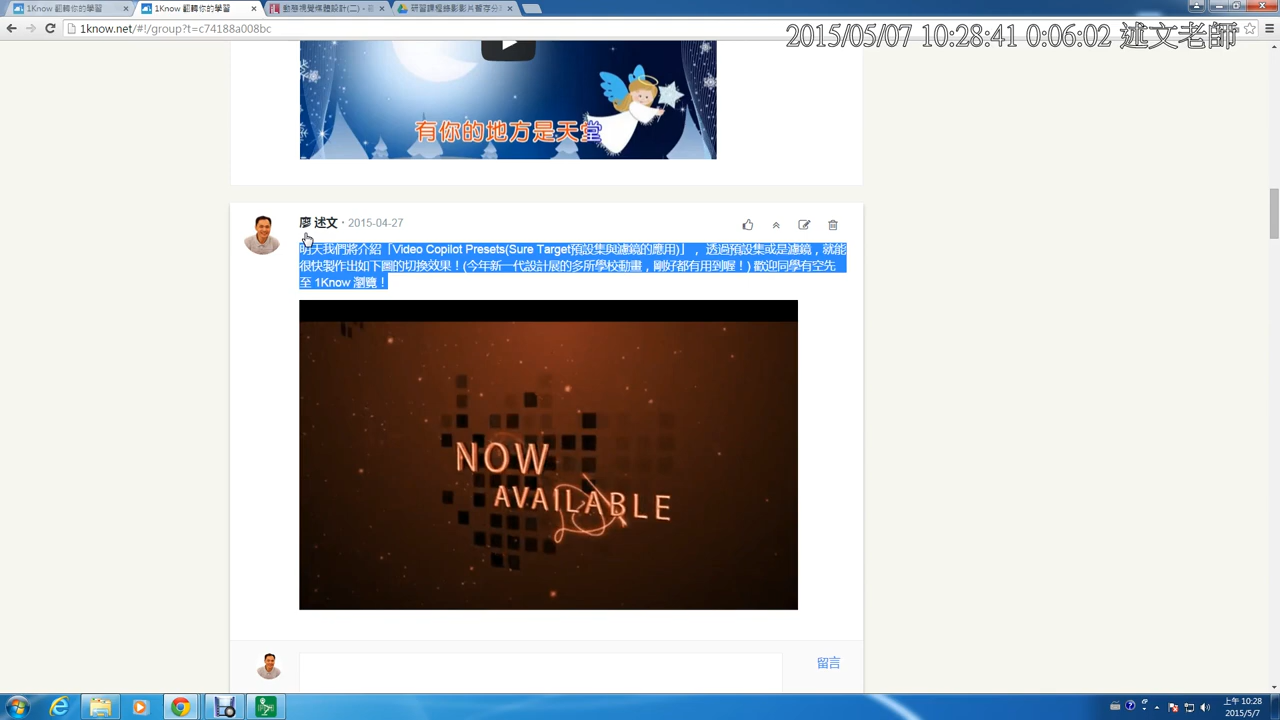 1Know 翻轉你的學習
1Know 翻轉你的學習
動態視覺媒體設計(二) -
研習課程錄影影片暫存分
1know.net/#!/group?t=c74188a008bc
2015/05/07 10:28:41 0:06:02 述文老師
有你的地方是天堂
廖 述文 · 2015-04-27
明天我們將介紹「Video Copilot Presets(Sure Target預設集與濾鏡的應用)」， 透過預設集或是濾鏡，就能
很快製作出如下圖的切換效果！(今年新一代設計展的多所學校動畫，剛好都有用到喔！) 歡迎同學有空先
至 1Know 瀏覽！
NOW
AVAILABLE
留言
上午 10:28
2015/5/7